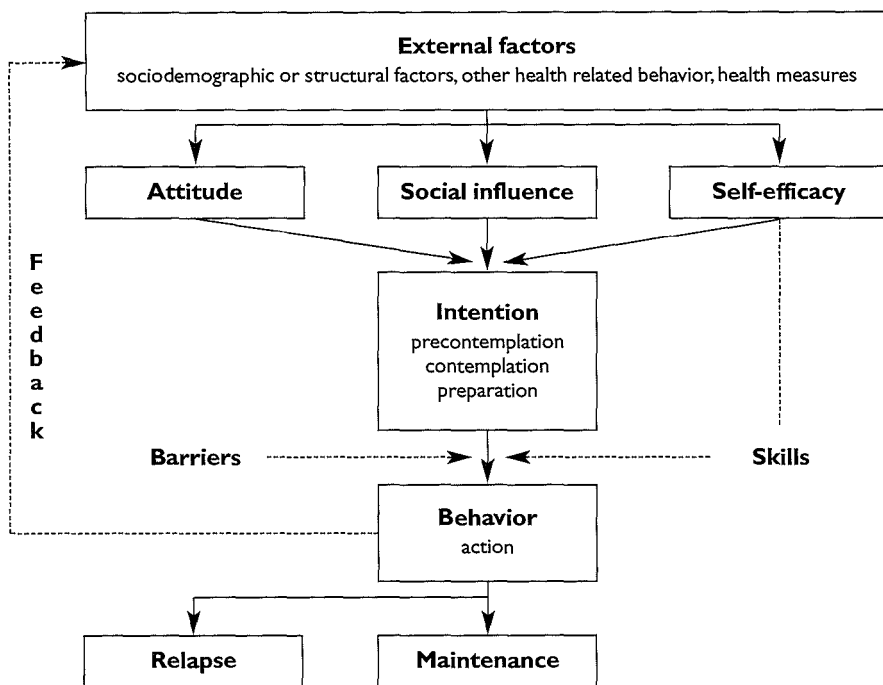 External factors
sociodemographic or structural factors, other health related behavior, health measures
Attitude
Social influence
Self-efficacy
Feedback
Intention
precontemplation
contemplation
preparation
Barriers
Skills
Behavior
action
Relapse
Maintenance